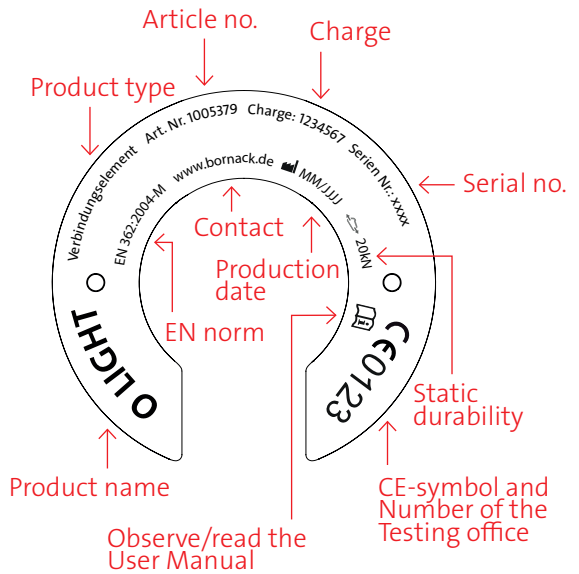 Article no.
Charge
Product type
Serial no.
Verbindungselement Art. Nr. 1005379 Charge: 1234567 Serien Nr.: xxxx
EN 362:2004-M www.bornack.de MM/JJJJ 20kN
Contact
Production
date
EN norm
O LIGHT
CE0123
Static
durability
Product name
CE-symbol and
Number of the
Testing office
Observe/read the
User Manual